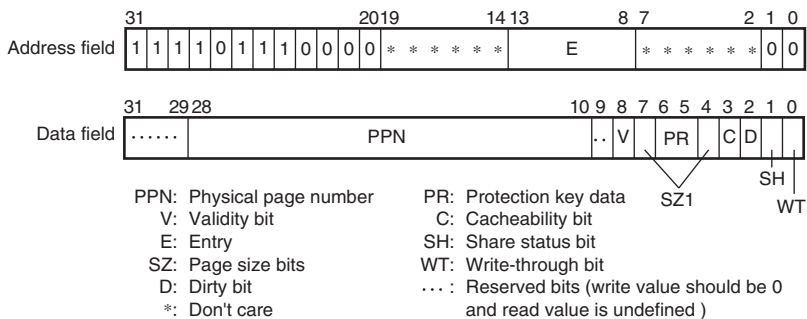 31 2019 14 13 8 7 2 1 0
Address field 1 1 1 1 0 1 1 1 0 0 0 0 * * * * * * E * * * * * * 0 0
31 29 28 10 9 8 7 6 5 4 3 2 1 0
Data field ...... PPN .. V PR C D
SH
SZ1
WT
PPN: Physical page number
V: Validity bit
E: Entry
SZ: Page size bits
D: Dirty bit
*: Don't care
PR: Protection key data
C: Cacheability bit
SH: Share status bit
WT: Write-through bit
... : Reserved bits (write value should be 0
and read value is undefined )